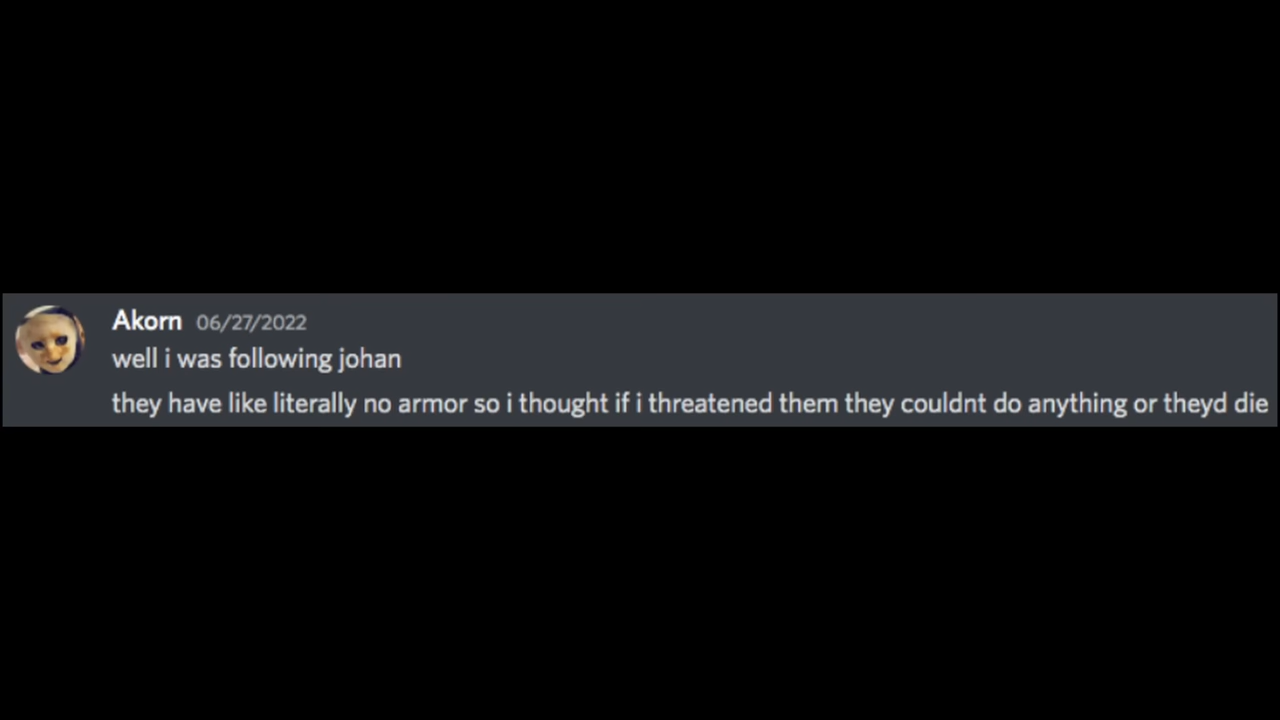 Akorn 06/27/2022
well i was following johan
they have like literally no armor so i thought if i threatened them they couldnt do anything or theyd die